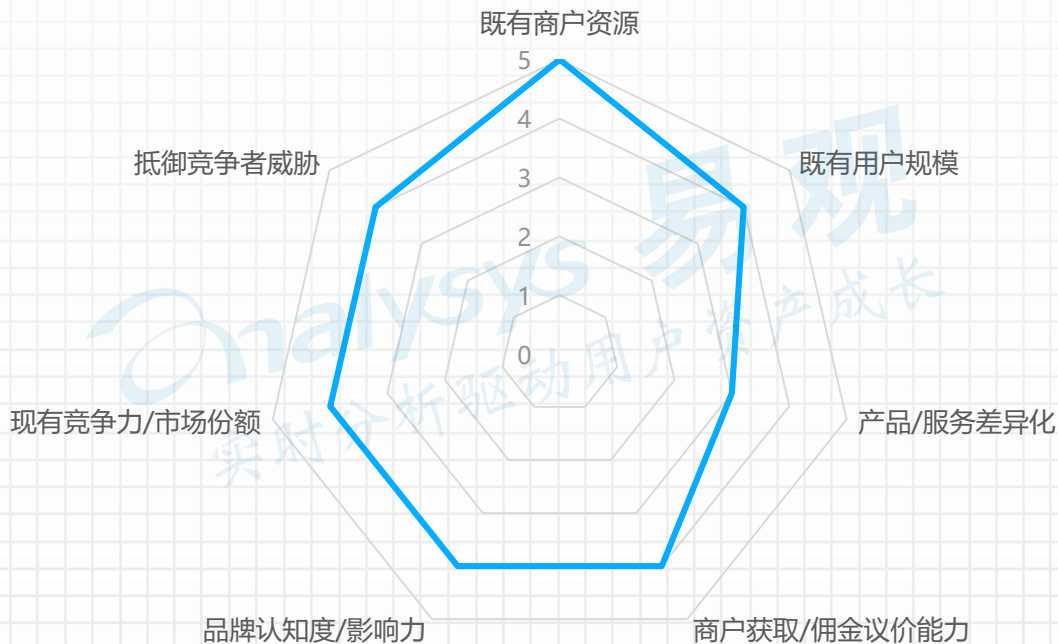 既有商户资源
5
抵御竞争者威胁
既有用户规模
4
3
2
1
0
易观
analysys
实时分析驱动用户资产成长
现有竞争力/市场份额
产品/服务差异化
品牌认知度/影响力
商户获取/佣金议价能力